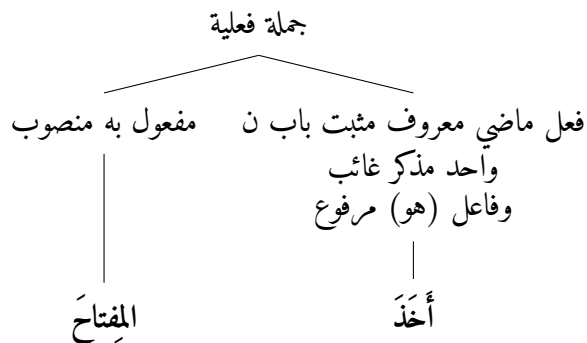 جملة فعلية
فعل ماضي معروف مثبت باب ن
واحد مذكر غائب
وفاعل (هو) مرفوع
مفعول به منصوب
أَخَذَ
المِفتاحَ